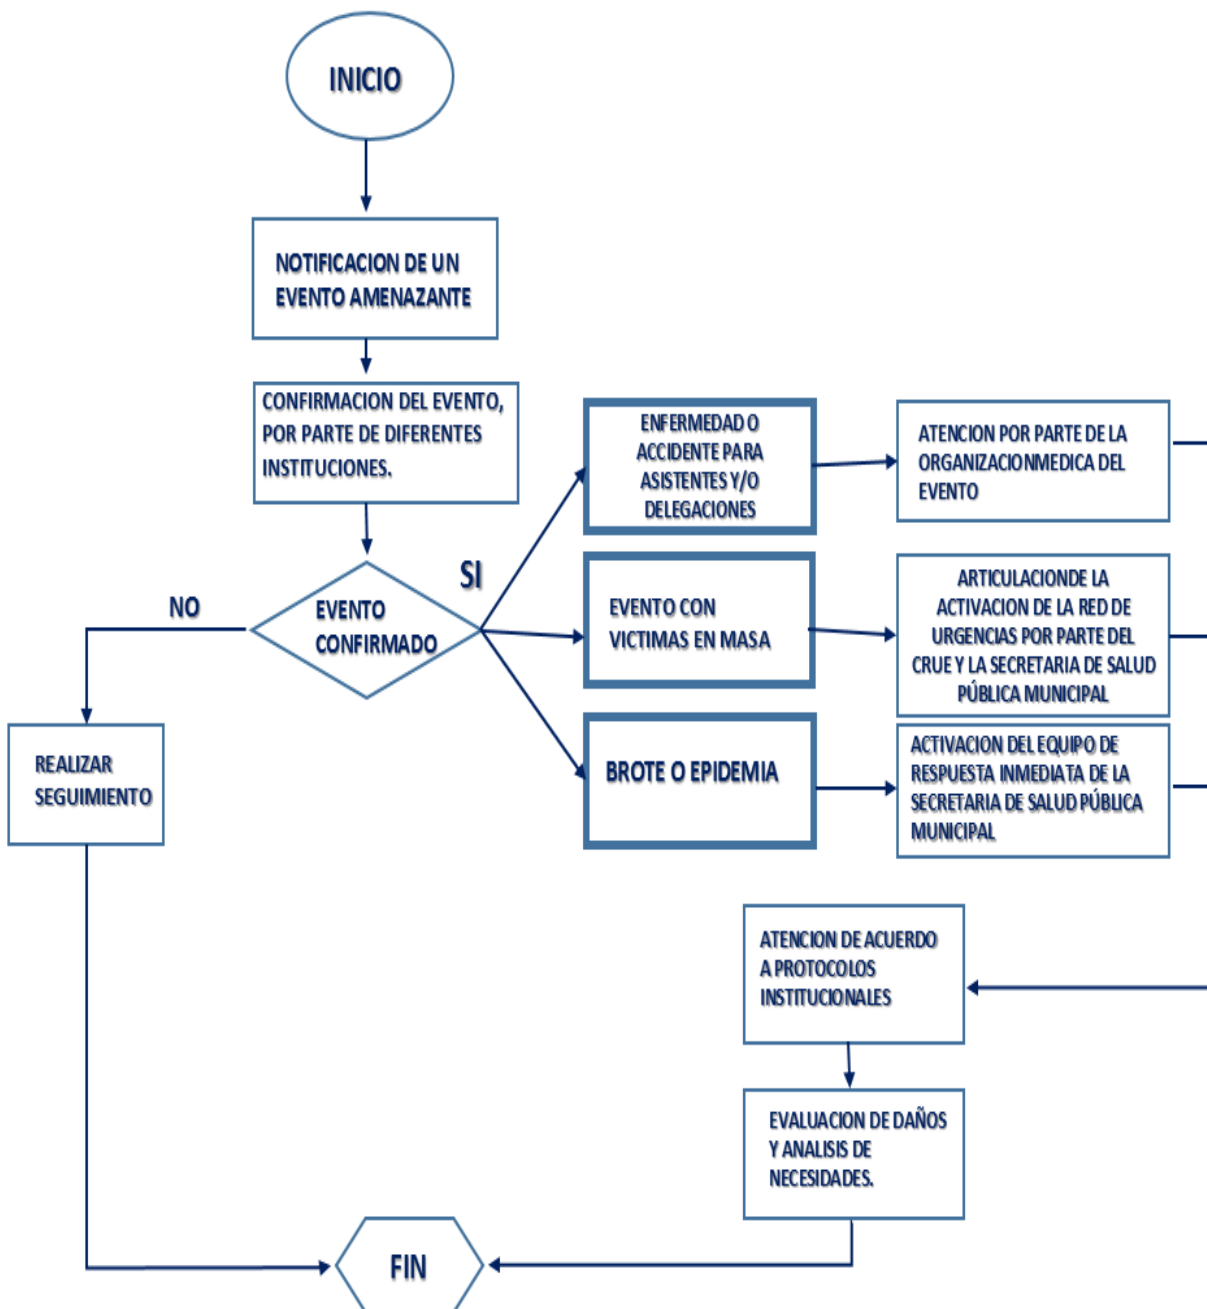 INICIO
NOTIFICACION DE UN
EVENTO AMENAZANTE
CONFIRMACION DEL EVENTO,
POR PARTE DE DIFERENTES
INSTITUCIONES.
EVENTO
CONFIRMADO
NO
SI
REALIZAR
SEGUIMIENTO
ENFERMEDAD O
ACCIDENTE PARA
ASISTENTES Y/O
DELEGACIONES
ATENCION POR PARTE DE LA
ORGANIZACIONMEDICA DEL
EVENTO
EVENTO CON
VICTIMAS EN MASA
ARTICULACIONDE LA
ACTIVACION DE LA RED DE
URGENCIAS POR PARTE DEL
CRUE Y LA SECRETARIA DE SALUD
PÚBLICA MUNICIPAL
BROTE O EPIDEMIA
ACTIVACION DEL EQUIPO DE
RESPUESTA INMEDIATA DE LA
SECRETARIA DE SALUD PÚBLICA
MUNICIPAL
ATENCION DE ACUERDO
A PROTOCOLOS
INSTITUCIONALES
EVALUACION DE DAÑOS
Y ANALISIS DE
NECESIDADES.
FIN